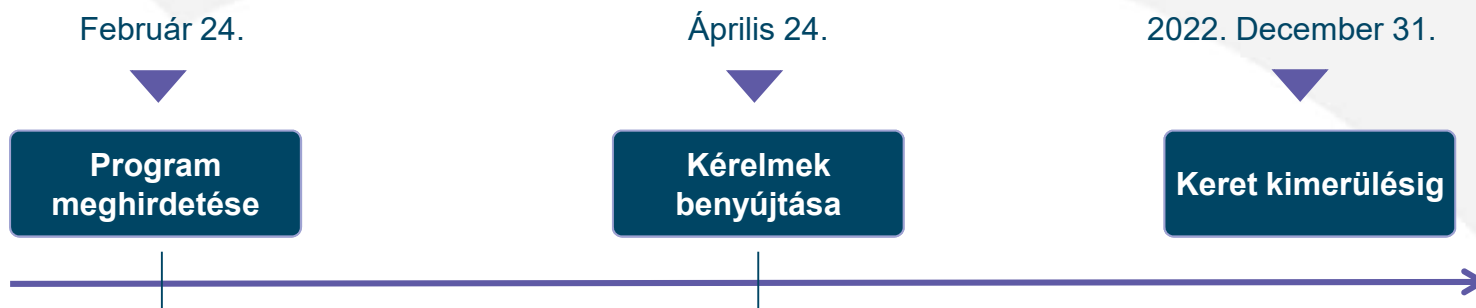 Február 24.
Április 24.
2022. December 31.
Program
meghirdetése
Kérelmek
benyújtása
Keret kimerülésig